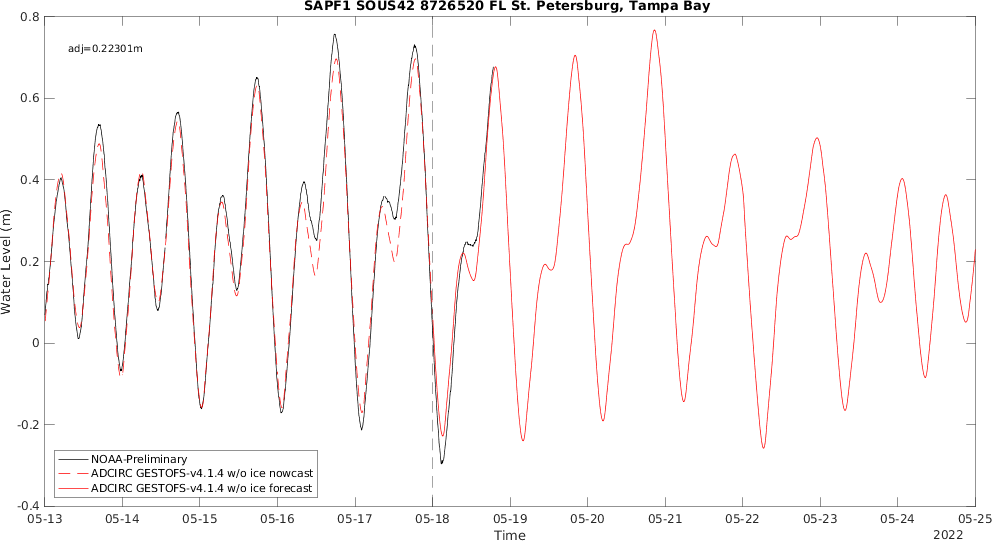 SAPF1 SOUS42 8726520 FL St. Petersburg, Tampa Bay
adj=0.22301m
0.8
0.6
0.4
0.2
0
-0.2
-0.4
Water Level (m)
NOAA-Preliminary
ADCIRC GESTOFS-v4.1.4 w/o ice nowcast
ADCIRC GESTOFS-v4.1.4 w/o ice forecast
05-13 05-14 05-15 05-16 05-17 05-18 05-19 05-20 05-21 05-22 05-23 05-24 05-25
Time
2022